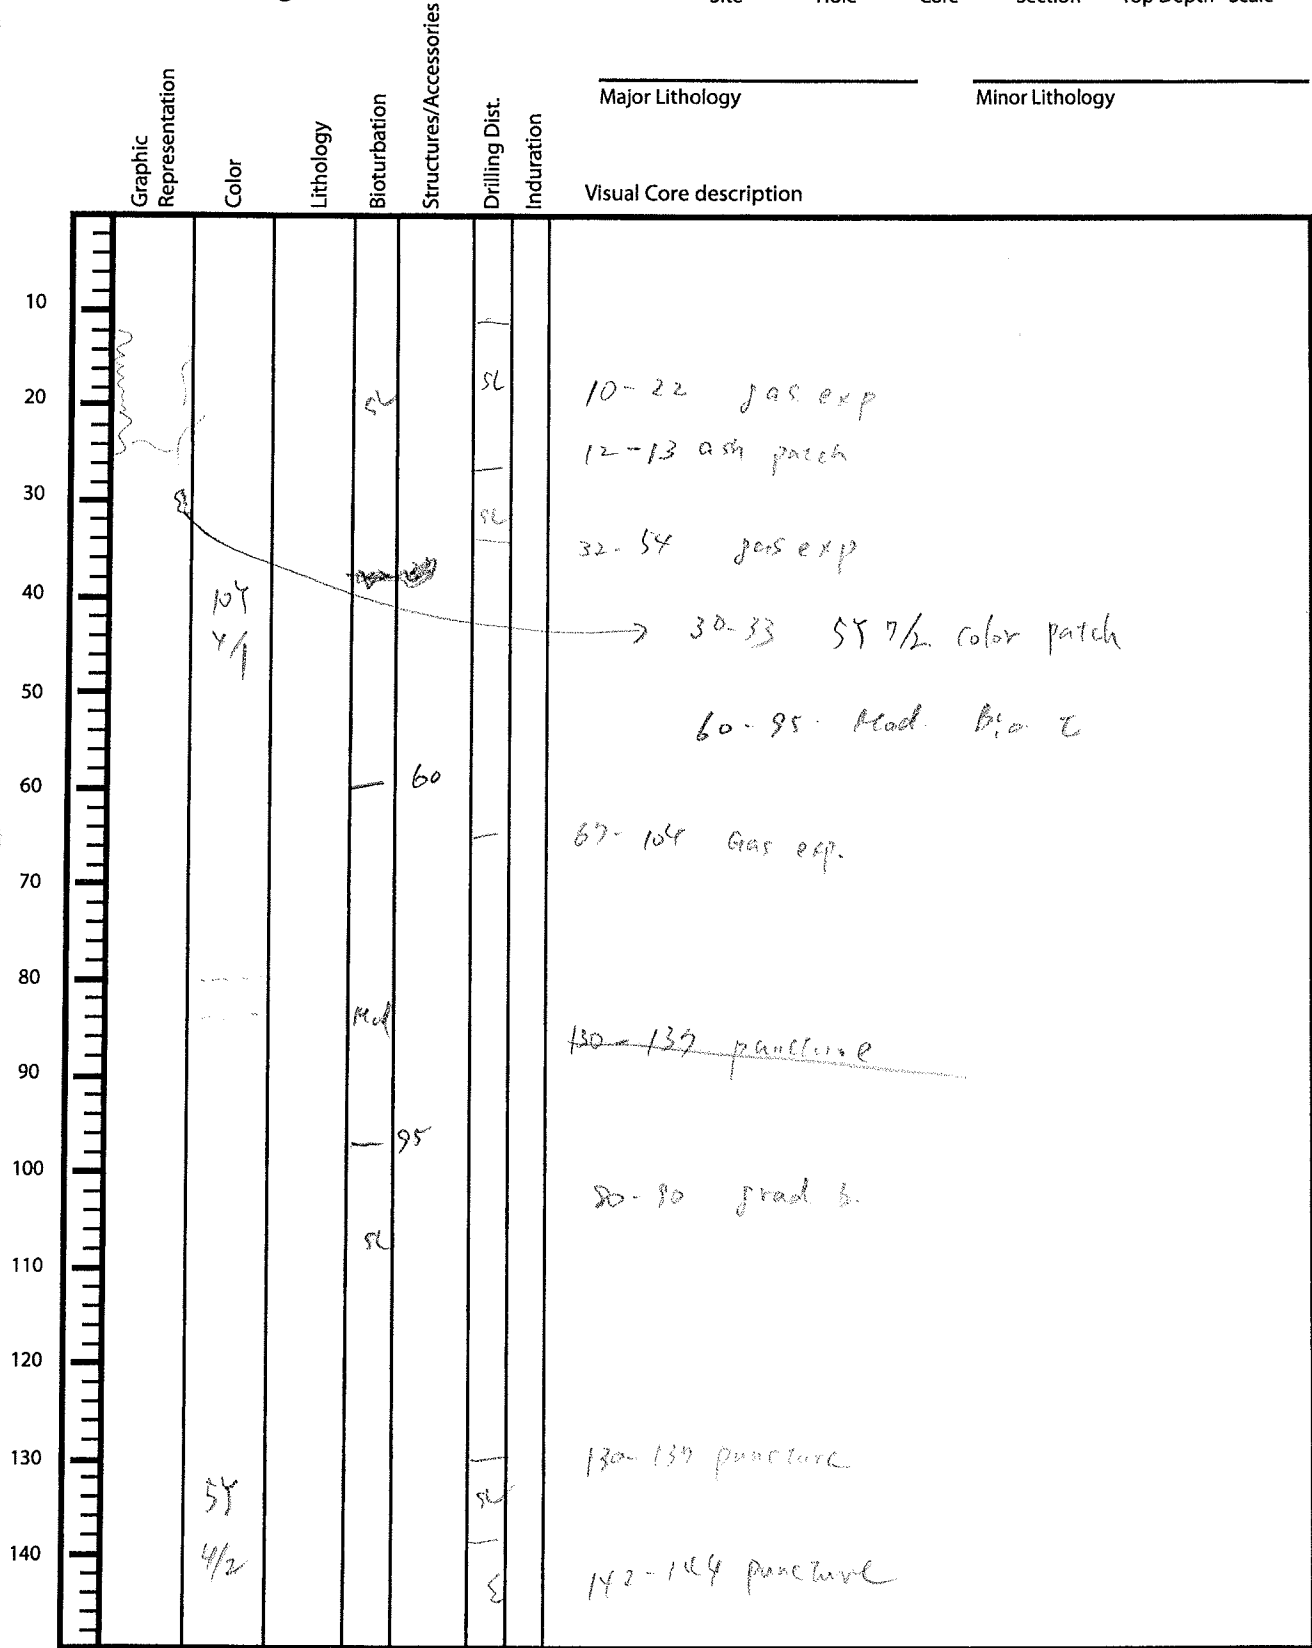 Site Hole Core Section Top Depth Scale
Major Lithology Minor Lithology
Graphic Representation
Color
Lithology
Bioturbation
Structures/Accessories
Drilling Dist.
Induration
Visual Core description
10
20
SL
SL
10-22 gas exp
12-13 ash patch
30
SL
32-54 gas exp
40
10Y
4/1
30-33 5Y 7/2 color patch
50
60-95 Mod. Bio
60
60
67-104 Gas exp.
70
80
Mod
130-137 puncture
90
95
100
80-90 grad b.
SL
110
120
130
130-137 puncture
5Y
SL
140
4/2
142-144 puncture